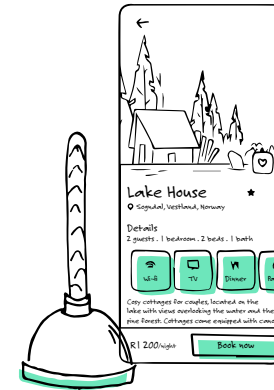 Lake House
Sogndal, Vestland, Norway
Details
2 guests . 1 bedroom . 2 beds . 1 bath
Wi-fi TV Dinner
Cosy cottages for couples, located on the
lake with views overlooking the water and the
pine forest. Cottages come equipped with
R1 200/night Book now